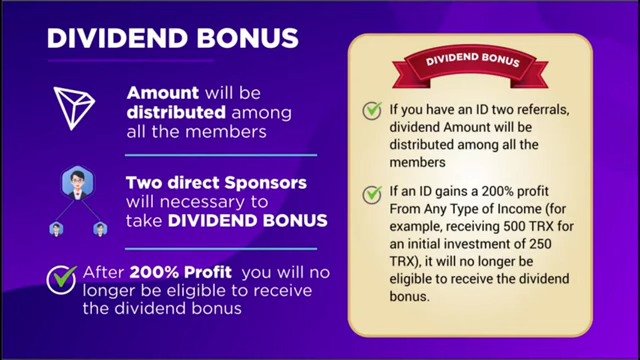 DIVIDEND BONUS
Amount will be
distributed among
all the members
Two direct Sponsors
will necessary to
take DIVIDEND BONUS
After 200% Profit you will no
longer be eligible to receive
the dividend bonus
DIVIDEND BONUS
If you have an ID two referrals,
dividend Amount will be
distributed among all the
members
If an ID gains a 200% profit
From Any Type of Income (for
example, receiving 500 TRX for
an initial investment of 250
TRX), it will no longer be
eligible to receive the dividend
bonus.